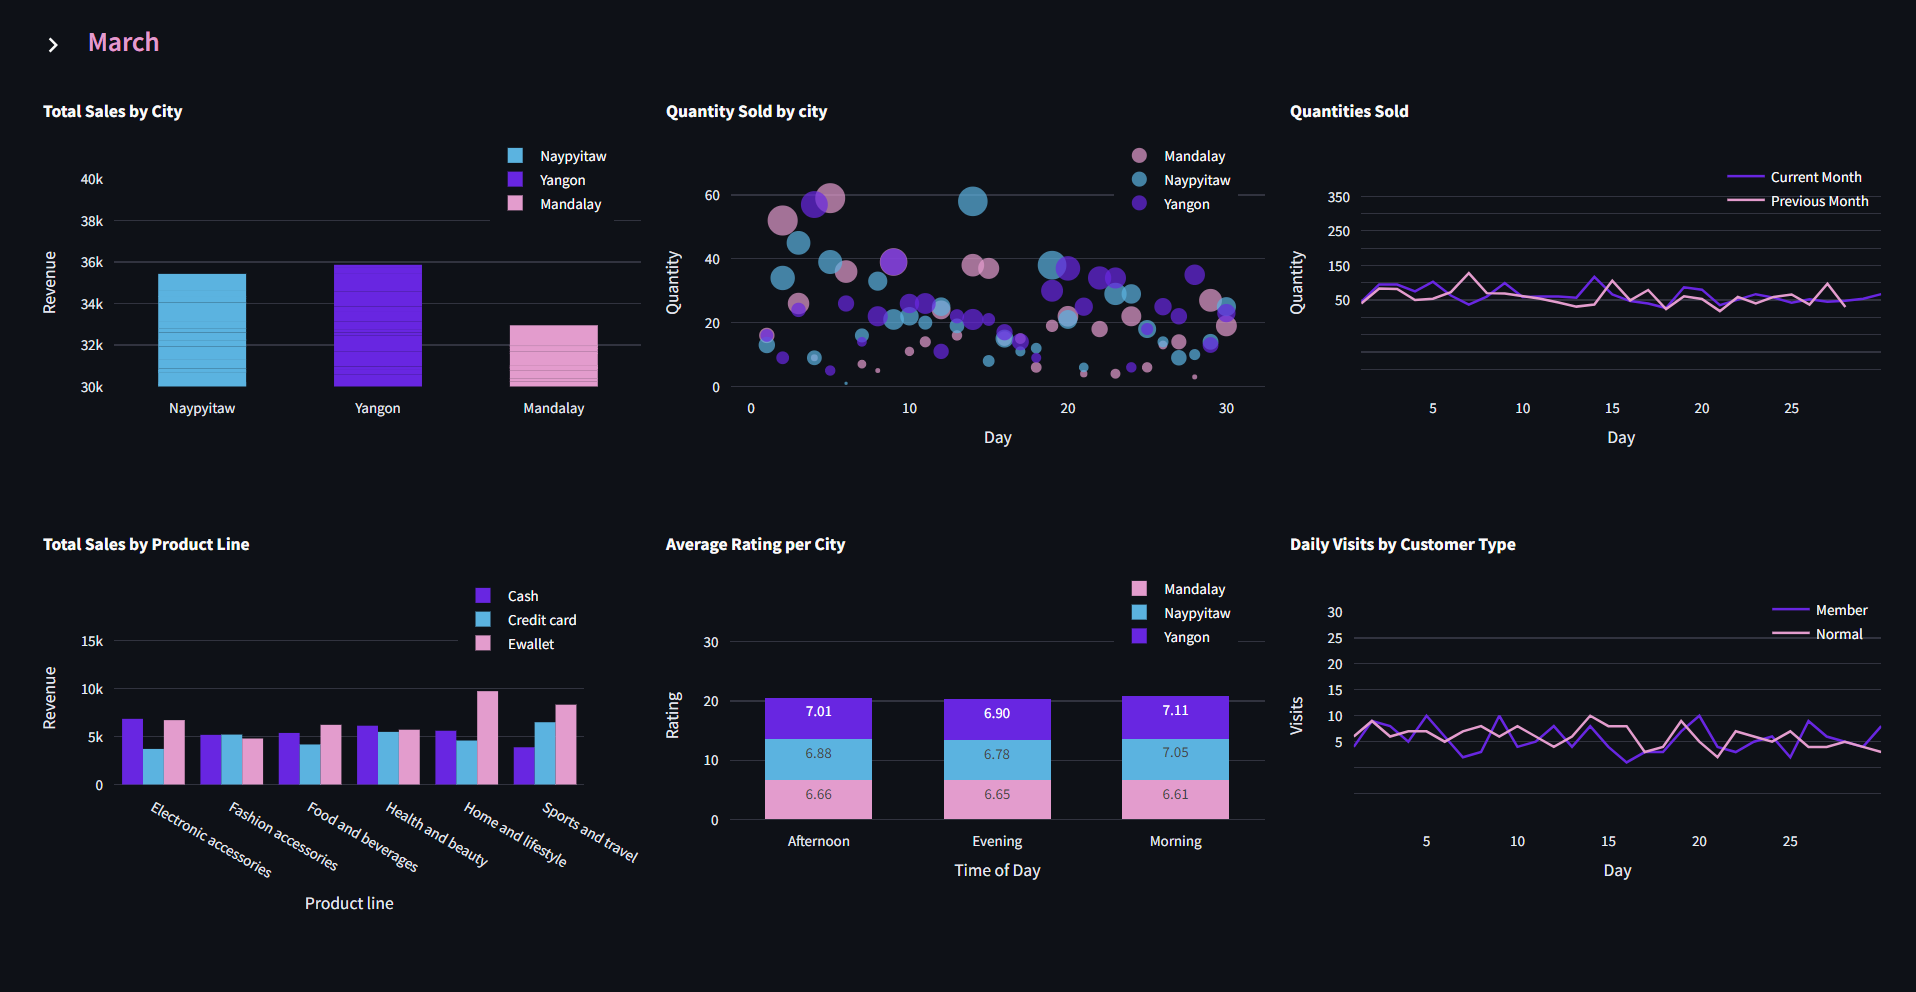 March
Total Sales by City
Naypyitaw
Yangon
Mandalay
40k
38k
36k
34k
32k
30k
Revenue
Naypyitaw
Yangon
Mandalay
Quantity Sold by city
Mandalay
Naypyitaw
Yangon
60
40
20
0
Quantity
0 10 20 30
Day
Quantities Sold
Current Month
Previous Month
350
250
150
50
Quantity
5 10 15 20 25
Day
Total Sales by Product Line
Cash
Credit card
Ewallet
15k
10k
5k
0
Revenue
Electronic accessories
Fashion accessories
Food and beverages
Health and beauty
Home and lifestyle
Sports and travel
Product line
Average Rating per City
Mandalay
Naypyitaw
Yangon
30
20
10
0
Rating
7.01 6.90 7.11
6.88 6.78 7.05
6.66 6.65 6.61
Afternoon Evening Morning
Time of Day
Daily Visits by Customer Type
Member
Normal
30
25
20
15
10
5
Visits
5 10 15 20 25
Day